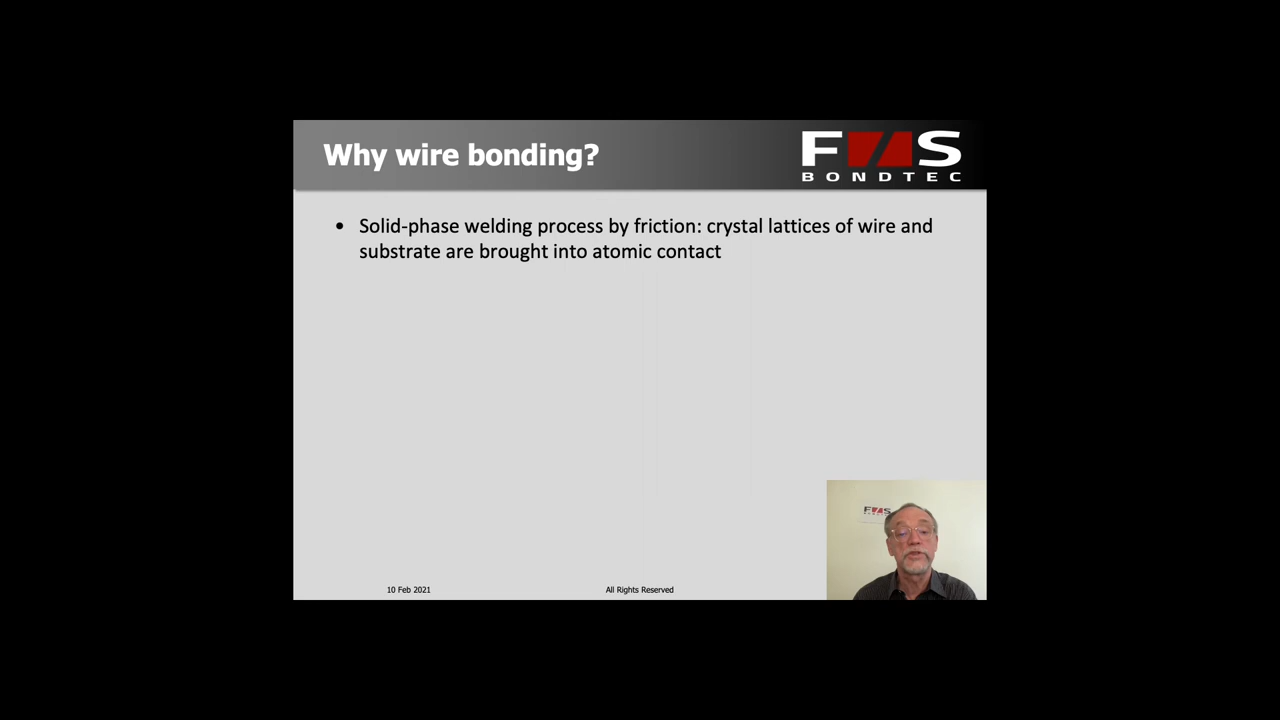 Why wire bonding?
F S
BONDTEC
• Solid-phase welding process by friction: crystal lattices of wire and
substrate are brought into atomic contact
F S
10 Feb 2021
All Rights Reserved